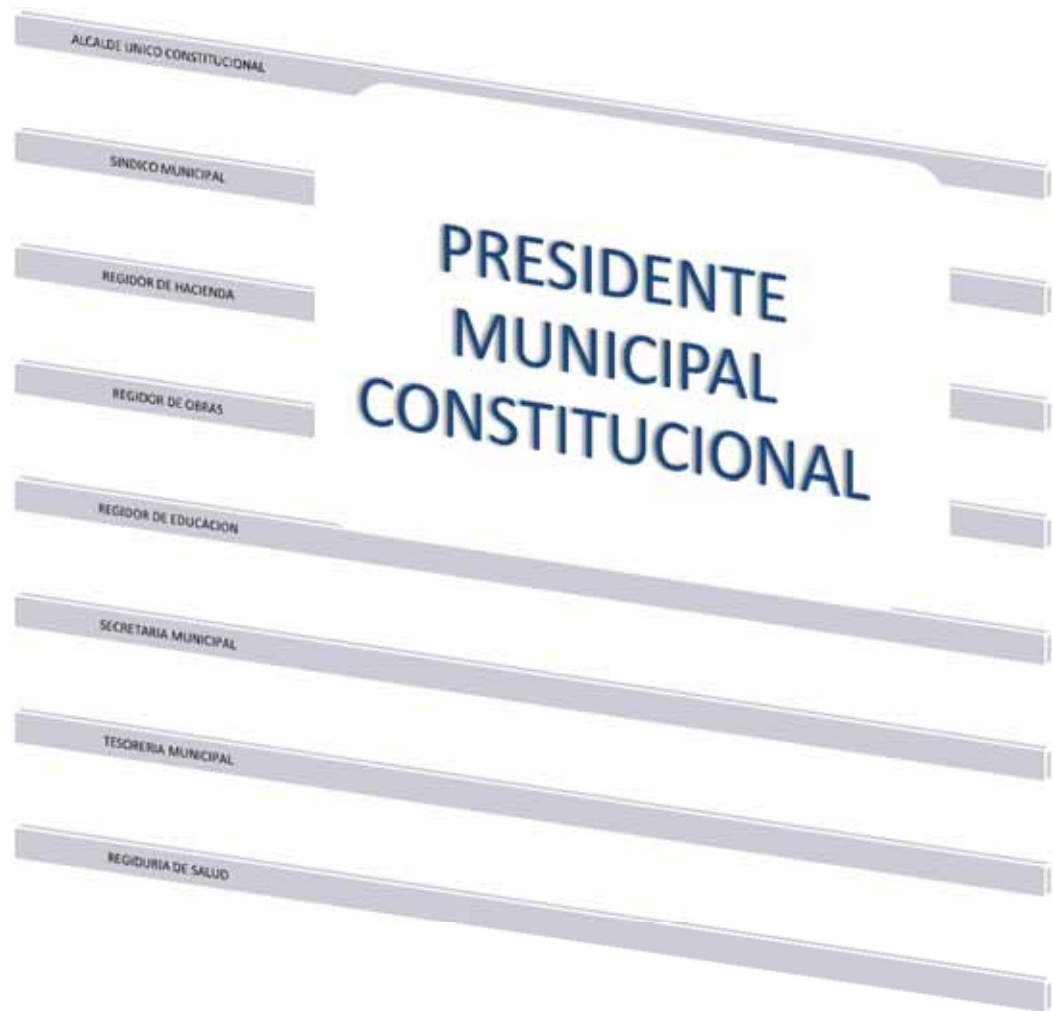 ALCALDE UNICO CONSTITUCIONAL
SINDICO MUNICIPAL
REGIDOR DE HACIENDA
REGIDOR DE OBRAS
REGIDOR DE EDUCACION
SECRETARIA MUNICIPAL
TESORERIA MUNICIPAL
REGIDURIA DE SALUD
PRESIDENTE
MUNICIPAL
CONSTITUCIONAL